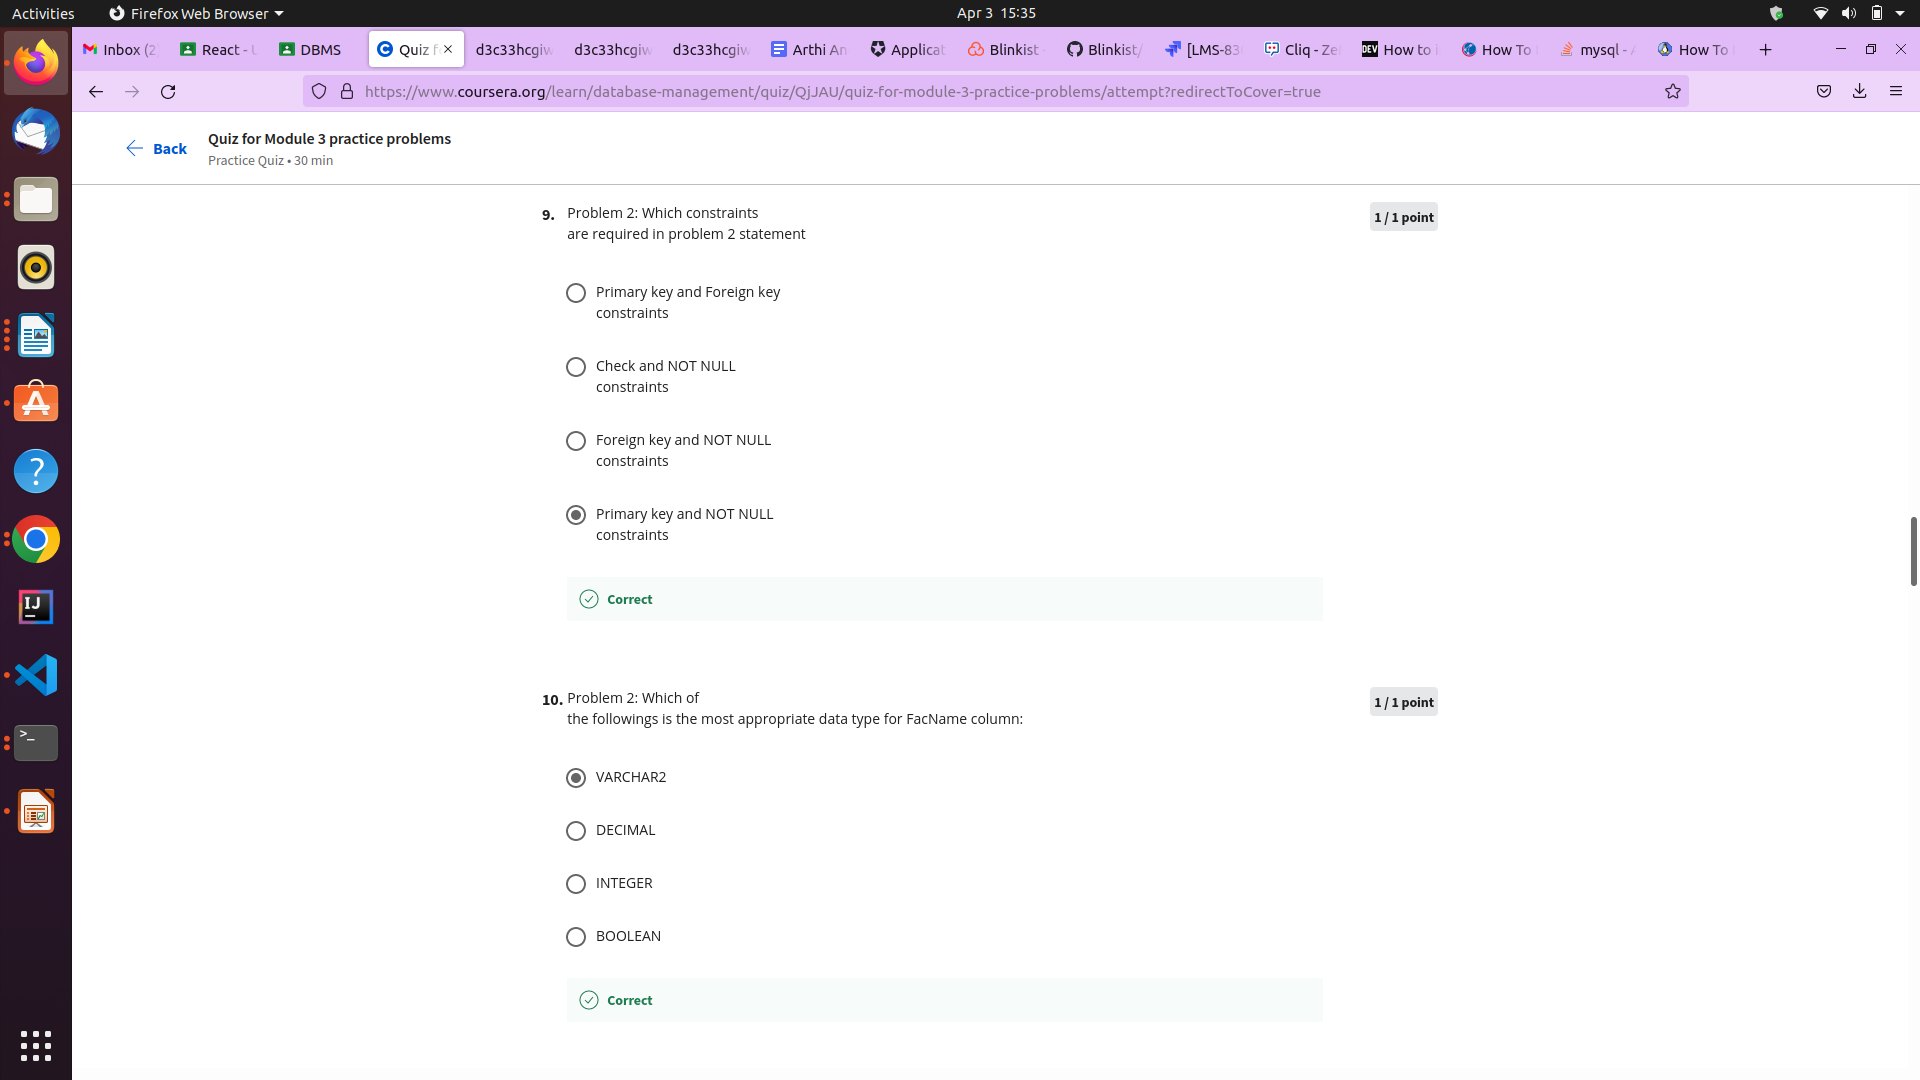 Activities
Firefox Web Browser
Apr 3 15:35
Inbox (2
React - U
DBMS
Quiz f
d3c33hcgiw
d3c33hcgiw
d3c33hcgiw
Arthi An
Applicat
Blinkist -
Blinkist/
[LMS-83
Cliq - Ze
DEV
How to i
How To
mysql - A
How To I
https://www.coursera.org/learn/database-management/quiz/QjJAU/quiz-for-module-3-practice-problems/attempt?redirectToCover=true
Back
Quiz for Module 3 practice problems
Practice Quiz • 30 min
9. Problem 2: Which constraints
are required in problem 2 statement
1 / 1 point
Primary key and Foreign key
constraints
Check and NOT NULL
constraints
Foreign key and NOT NULL
constraints
Primary key and NOT NULL
constraints
Correct
10. Problem 2: Which of
the followings is the most appropriate data type for FacName column:
1 / 1 point
VARCHAR2
DECIMAL
INTEGER
BOOLEAN
Correct